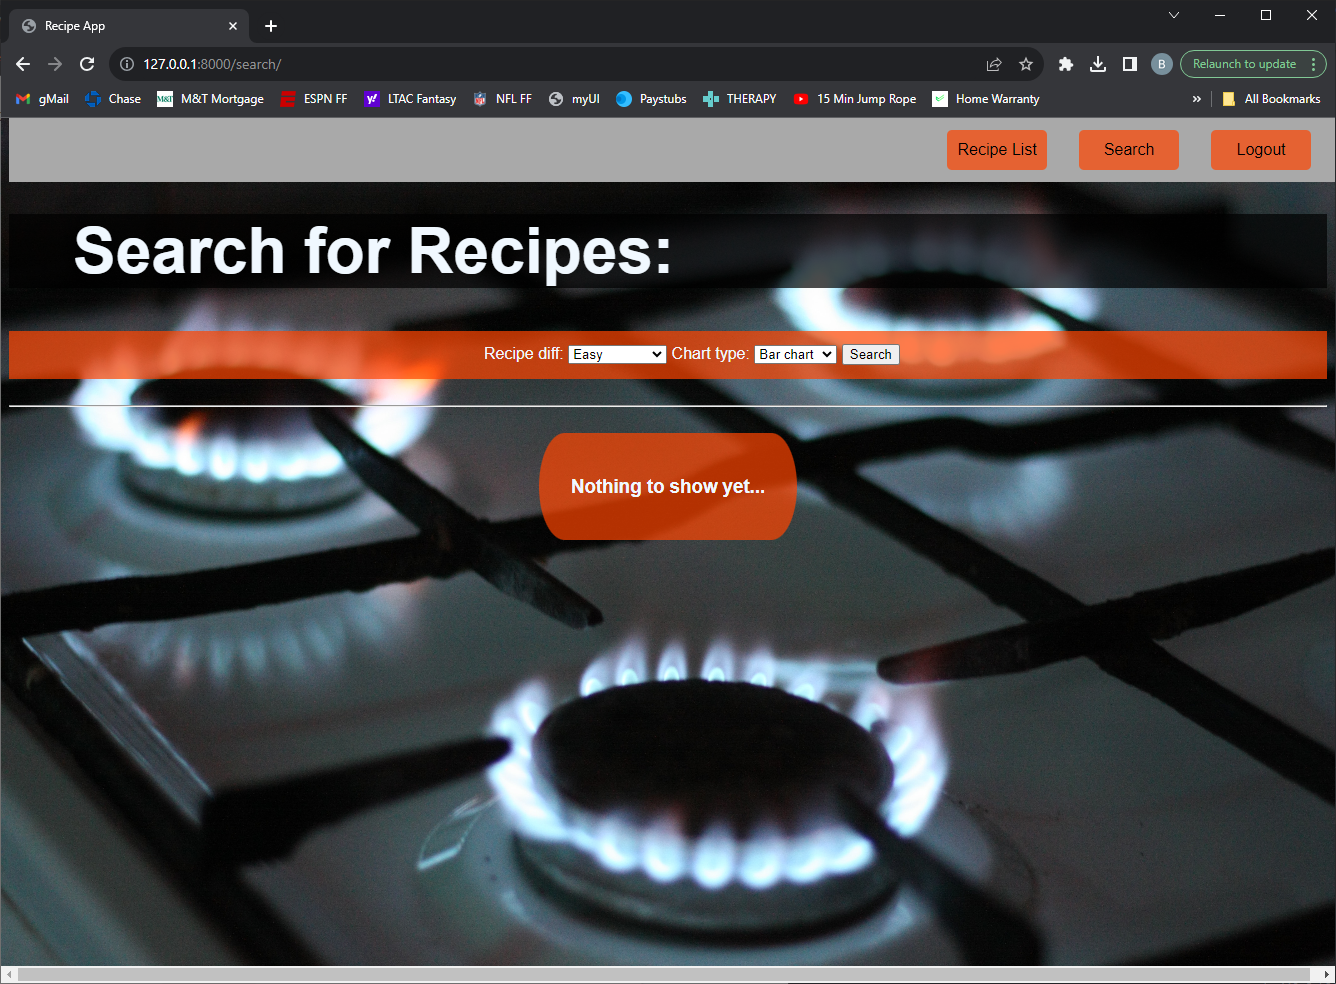 Recipe App
127.0.0.1:8000/search/
B
Relaunch to update
gMail
Chase
M&T M&T Mortgage
ESPN FF
LTAC Fantasy
NFL FF
myUI
Paystubs
THERAPY
15 Min Jump Rope
Home Warranty
»
All Bookmarks
Recipe List
Search
Logout
Search for Recipes:
Recipe diff: Easy Chart type: Bar chart Search
Nothing to show yet...